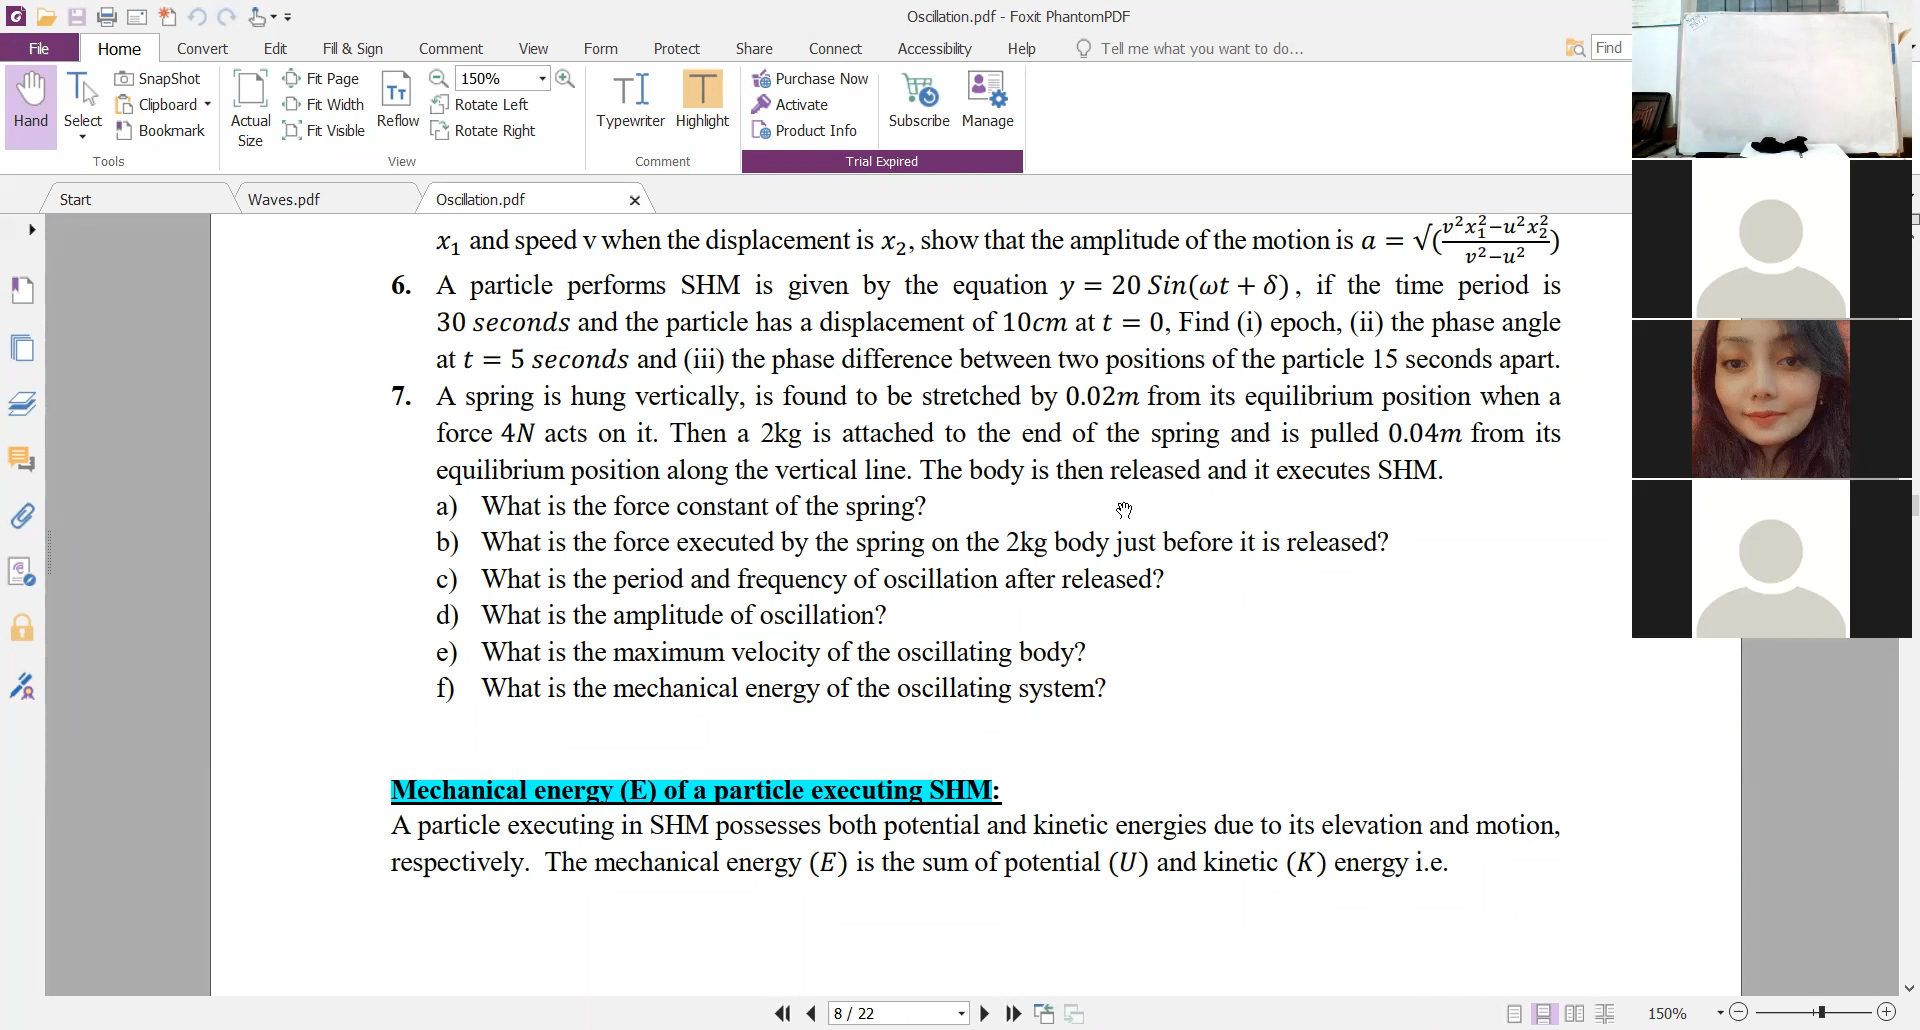 Oscillation.pdf - Foxit PhantomPDF
File Home Convert Edit Fill & Sign Comment View Form Protect Share Connect Accessibility Help Tell me what you want to do... Find
Hand
Select
SnapShot
Clipboard
Bookmark
Tools
Actual Size
Fit Page
Fit Width
Fit Visible
Reflow
150%
Rotate Left
Rotate Right
View
Typewriter
Highlight
Comment
Purchase Now
Activate
Product Info
Subscribe
Manage
Trial Expired
Start Waves.pdf Oscillation.pdf
x₁ and speed v when the displacement is x₂, show that the amplitude of the motion is a = √((v²x₁²−u²x₂²)/(v²−u²))
6. A particle performs SHM is given by the equation y = 20 Sin(ωt + δ), if the time period is
30 seconds and the particle has a displacement of 10cm at t = 0, Find (i) epoch, (ii) the phase angle
at t = 5 seconds and (iii) the phase difference between two positions of the particle 15 seconds apart.
7. A spring is hung vertically, is found to be stretched by 0.02m from its equilibrium position when a
force 4N acts on it. Then a 2kg is attached to the end of the spring and is pulled 0.04m from its
equilibrium position along the vertical line. The body is then released and it executes SHM.
a) What is the force constant of the spring?
b) What is the force executed by the spring on the 2kg body just before it is released?
c) What is the period and frequency of oscillation after released?
d) What is the amplitude of oscillation?
e) What is the maximum velocity of the oscillating body?
f) What is the mechanical energy of the oscillating system?
Mechanical energy (E) of a particle executing SHM:
A particle executing in SHM possesses both potential and kinetic energies due to its elevation and motion,
respectively. The mechanical energy (E) is the sum of potential (U) and kinetic (K) energy i.e.
8 / 22
150%